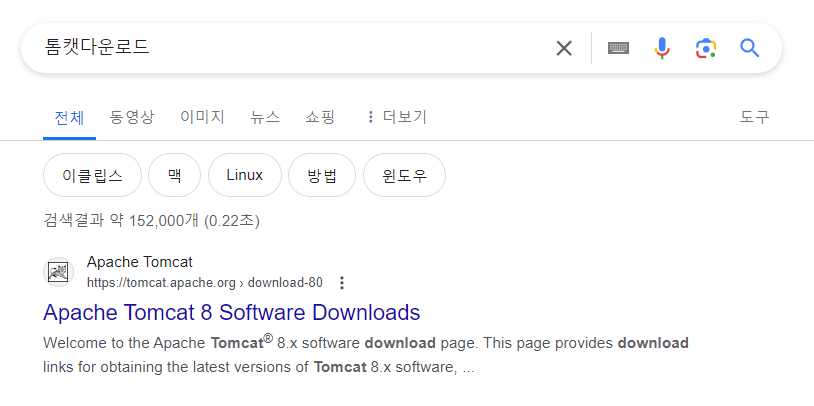 톰캣다운로드
전체 동영상 이미지 뉴스 쇼핑 더보기 도구
이클립스 맥 Linux 방법 윈도우
검색결과 약 152,000개 (0.22초)
Apache Tomcat
https://tomcat.apache.org › download-80
Apache Tomcat 8 Software Downloads
Welcome to the Apache Tomcat® 8.x software download page. This page provides download
links for obtaining the latest versions of Tomcat 8.x software, ...